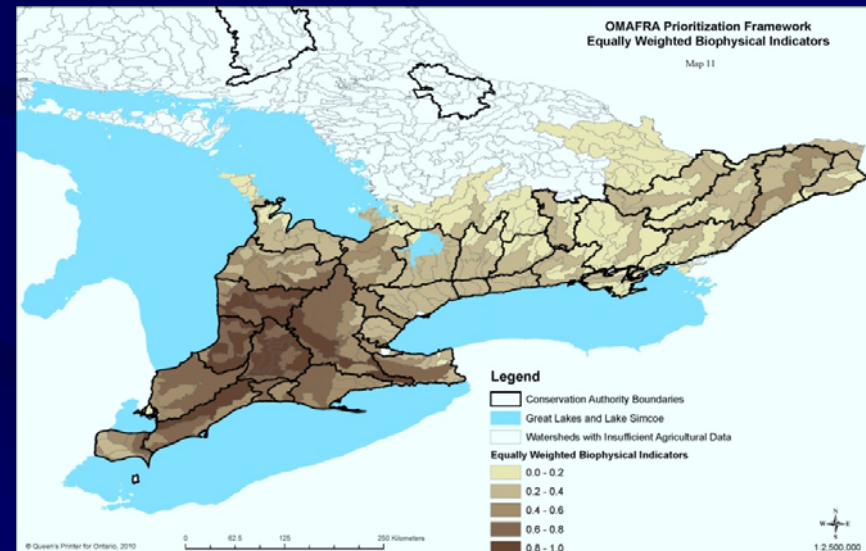 OMAFRA Prioritization Framework
Equally Weighted Biophysical Indicators
Map 11
Legend
Conservation Authority Boundaries
Great Lakes and Lake Simcoe
Watersheds with Insufficient Agricultural Data
Equally Weighted Biophysical Indicators
0.0 - 0.2
0.2 - 0.4
0.4 - 0.6
0.6 - 0.8
0.8 - 1.0
N
W E
S
1:2,500,000
0 62.5 125 250 Kilometers
© Queen's Printer for Ontario, 2010